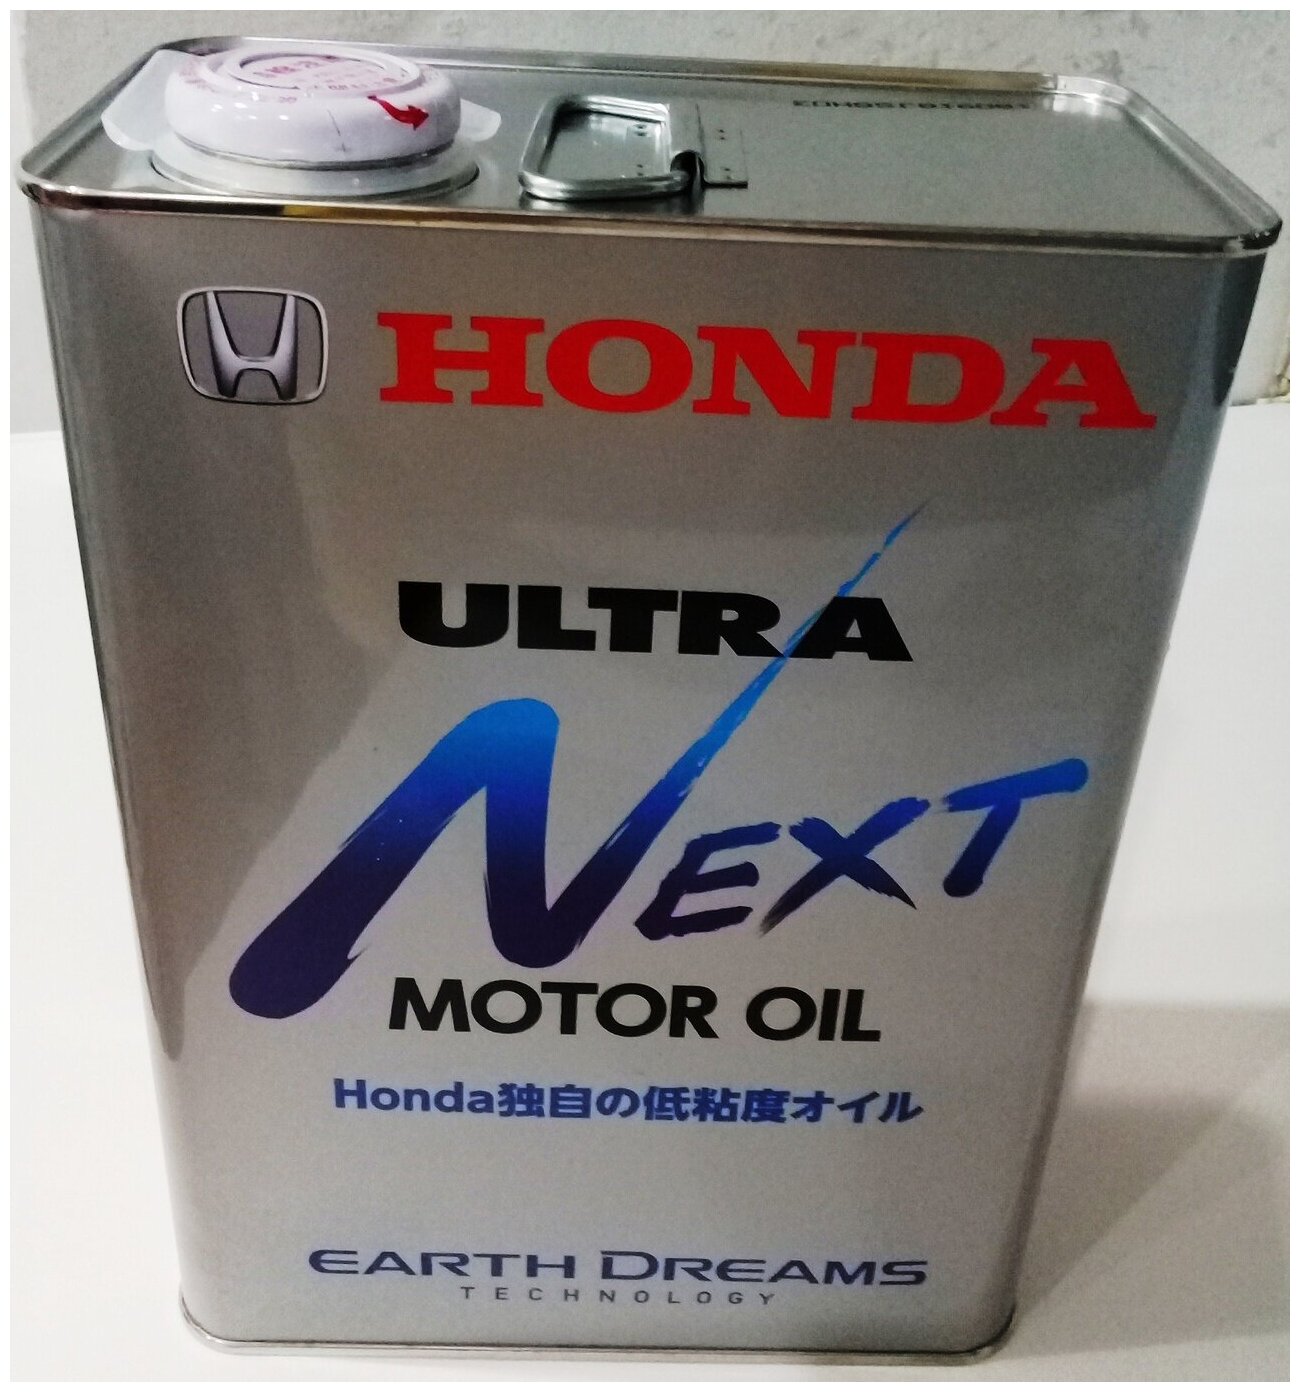 HONDA
ULTRA
NEXT
MOTOR OIL
Honda独自の低粘度オイル
EARTH DREAMS
TECHNOLOGY